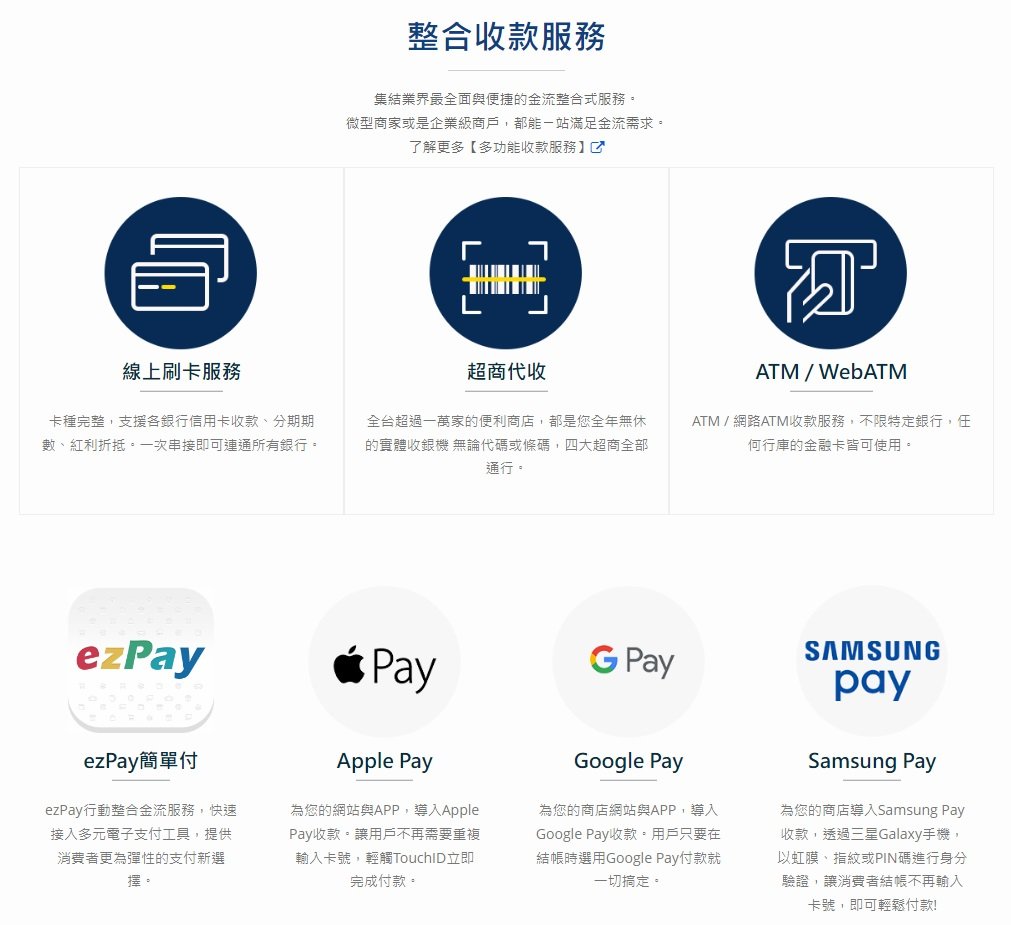 整合收款服務
集結業界最全面與便捷的金流整合式服務。
微型商家或是企業級商戶，都能一站滿足金流需求。
了解更多【多功能收款服務】
線上刷卡服務
卡種完整，支援各銀行信用卡收款、分期期
數、紅利折抵。一次串接即可連通所有銀行。
超商代收
全台超過一萬家的便利商店，都是您全年無休
的實體收銀機 無論代碼或條碼，四大超商全部
通行。
ATM / WebATM
ATM / 網路ATM收款服務，不限特定銀行，任
何行庫的金融卡皆可使用。
ezPay
ezPay簡單付
ezPay行動整合金流服務，快速
接入多元電子支付工具，提供
消費者更為彈性的支付新選
擇。
Pay
Apple Pay
為您的網站與APP，導入Apple
Pay收款。讓用戶不再需要重複
輸入卡號，輕觸TouchID立即
完成付款。
G Pay
Google Pay
為您的商店網站與APP，導入
Google Pay收款。用戶只要在
結帳時選用Google Pay付款就
一切搞定。
SAMSUNG
pay
Samsung Pay
為您的商店導入Samsung Pay
收款，透過三星Galaxy手機，
以虹膜、指紋或PIN碼進行身分
驗證，讓消費者結帳不再輸入
卡號，即可輕鬆付款!